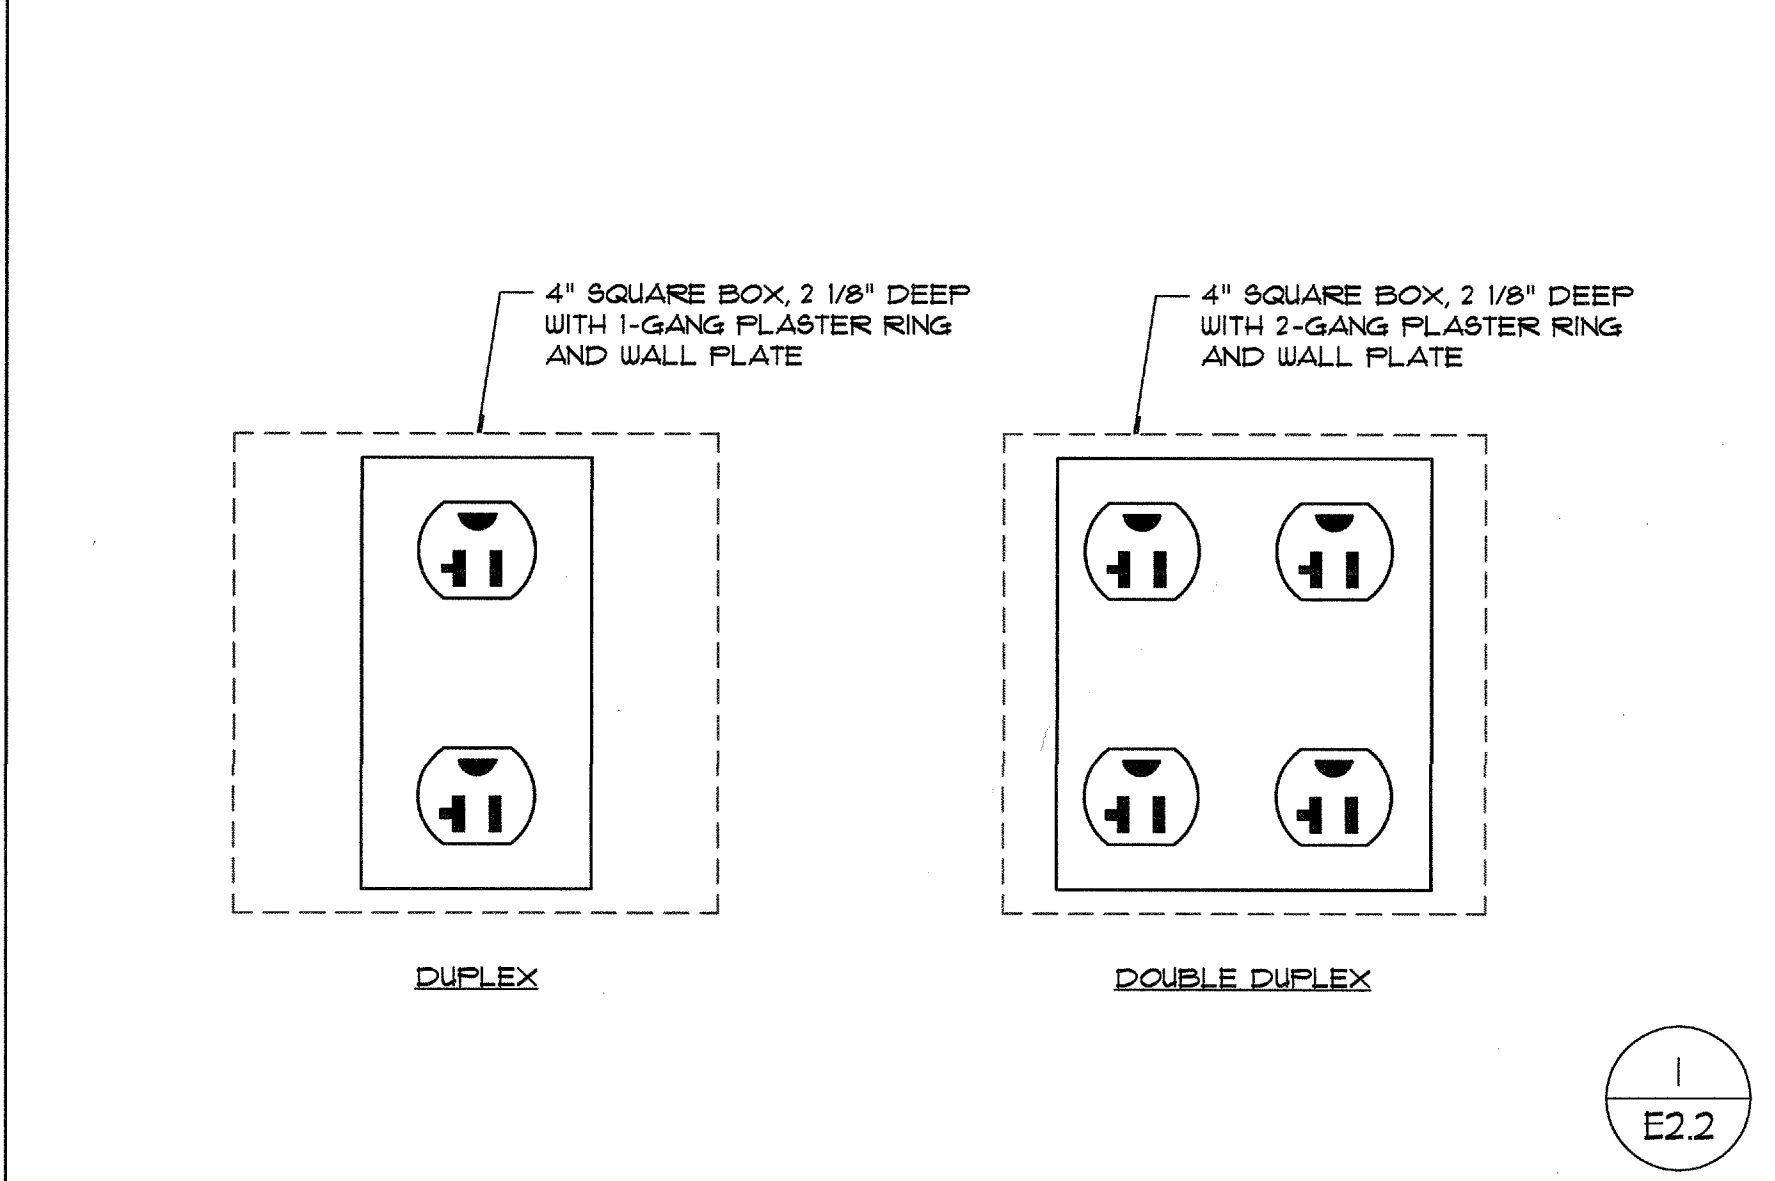 4" SQUARE BOX, 2 1/8" DEEP
WITH 1-GANG PLASTER RING
AND WALL PLATE
4" SQUARE BOX, 2 1/8" DEEP
WITH 2-GANG PLASTER RING
AND WALL PLATE
DUPLEX
DOUBLE DUPLEX
1
E2.2